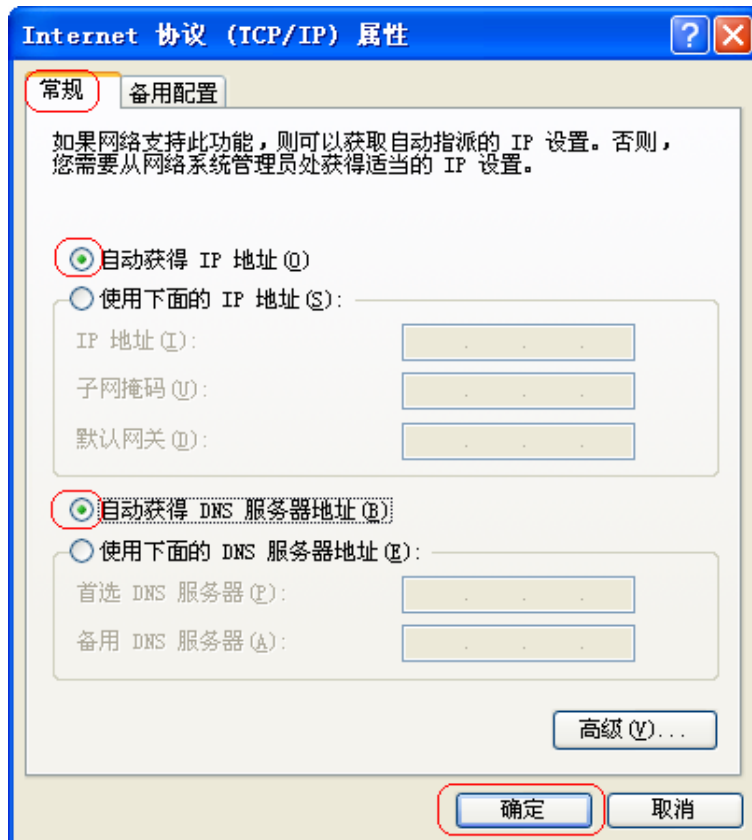 Internet 协议 (TCP/IP) 属性
常规 备用配置
如果网络支持此功能，则可以获取自动指派的 IP 设置。否则，
您需要从网络系统管理员处获得适当的 IP 设置。
自动获得 IP 地址(O)
使用下面的 IP 地址(S):
IP 地址(I):
子网掩码(U):
默认网关(D):
自动获得 DNS 服务器地址(B)
使用下面的 DNS 服务器地址(E):
首选 DNS 服务器(P):
备用 DNS 服务器(A):
高级(V)...
确定 取消